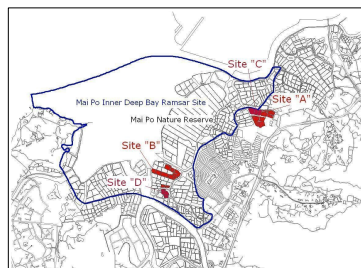 Site "C"
Mai Po Inner Deep Bay Ramsar Site
Site "A"
Mai Po Nature Reserve
Site "B"
Site "D"